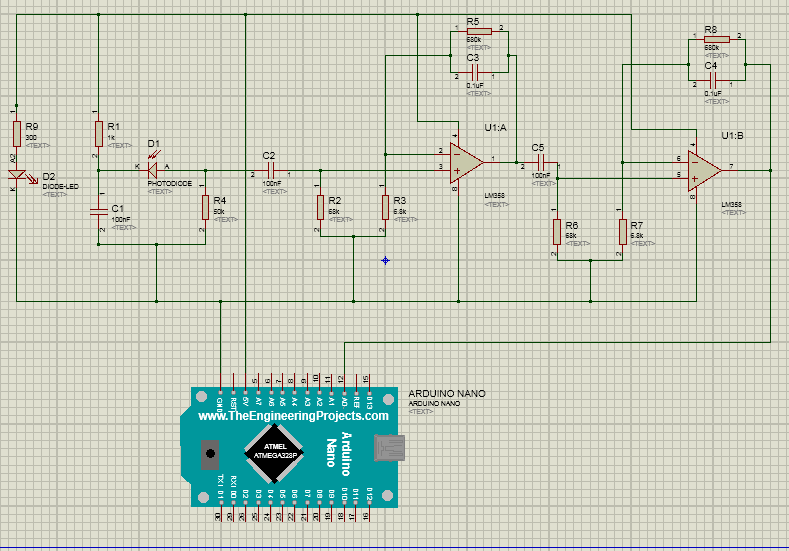 R5
680k
<TEXT>
C3
0.1uF
<TEXT>
R8
680k
<TEXT>
C4
0.1uF
<TEXT>
R9
300
<TEXT>
R1
1k
<TEXT>
D1
PHOTODIODE
<TEXT>
D2
DIODE-LED
<TEXT>
C1
100nF
<TEXT>
R4
50k
<TEXT>
C2
100nF
<TEXT>
R2
68k
<TEXT>
R3
6.8k
<TEXT>
U1:A
LM358
<TEXT>
C5
100nF
<TEXT>
R6
68k
<TEXT>
R7
6.8k
<TEXT>
U1:B
LM358
<TEXT>
ARDUINO NANO
ARDUINO NANO
<TEXT>
GND RST +5V A7 A6 A5 A4 A3 A2 A1 A0 REF D13
www.TheEngineeringProjects.com
ATMEL
ATMEGA328P
Arduino
Nano
TX1 RX0
D1 D0 D2 D3 D4 D5 D6 D7 D8 D9 D10 D11 D12